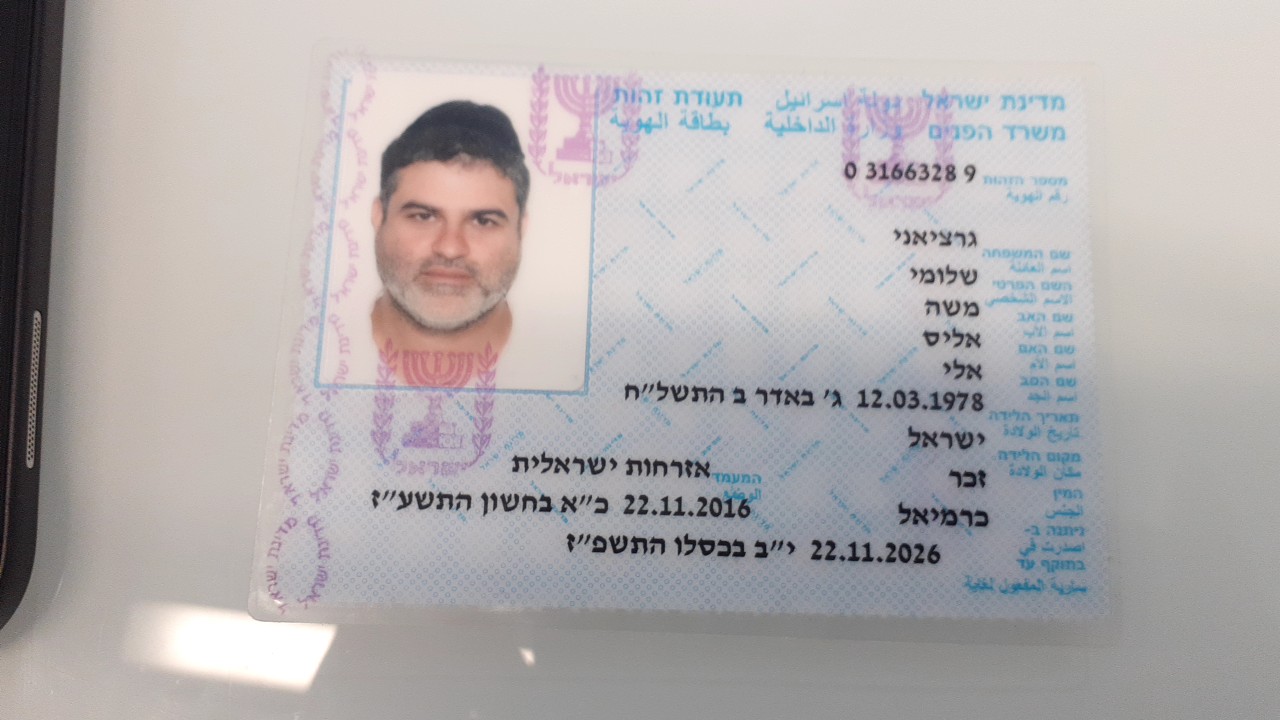 מדינת ישראל دولة اسرائيل תעודת זהות
משרד הפנים وزارة الداخلية بطاقة الهوية
מספר הזהות 0 3166328 9
رقم الهوية
שם המשפחה גרציאני
اسم العائلة
השם הפרטי שלומי
الاسم الشخصي
שם האב משה
اسم الأب
שם האם אליס
اسم الأم
שם הסב אלי
اسم الجد
תאריך הלידה 12.03.1978 ג׳ באדר ב התשל״ח
تاريخ الولادة
מקום הלידה ישראל
مكان الولادة
המין זכר
الجنس
המעמד אזרחות ישראלית
ניתנה ב- כרמיאל 22.11.2016 כ״א בחשון התשע״ז
اصدرت في
בתוקף עד 22.11.2026 י״ב בכסלו התשפ״ז
سارية المفعول لغاية
ישראל
ישראל
ישראל